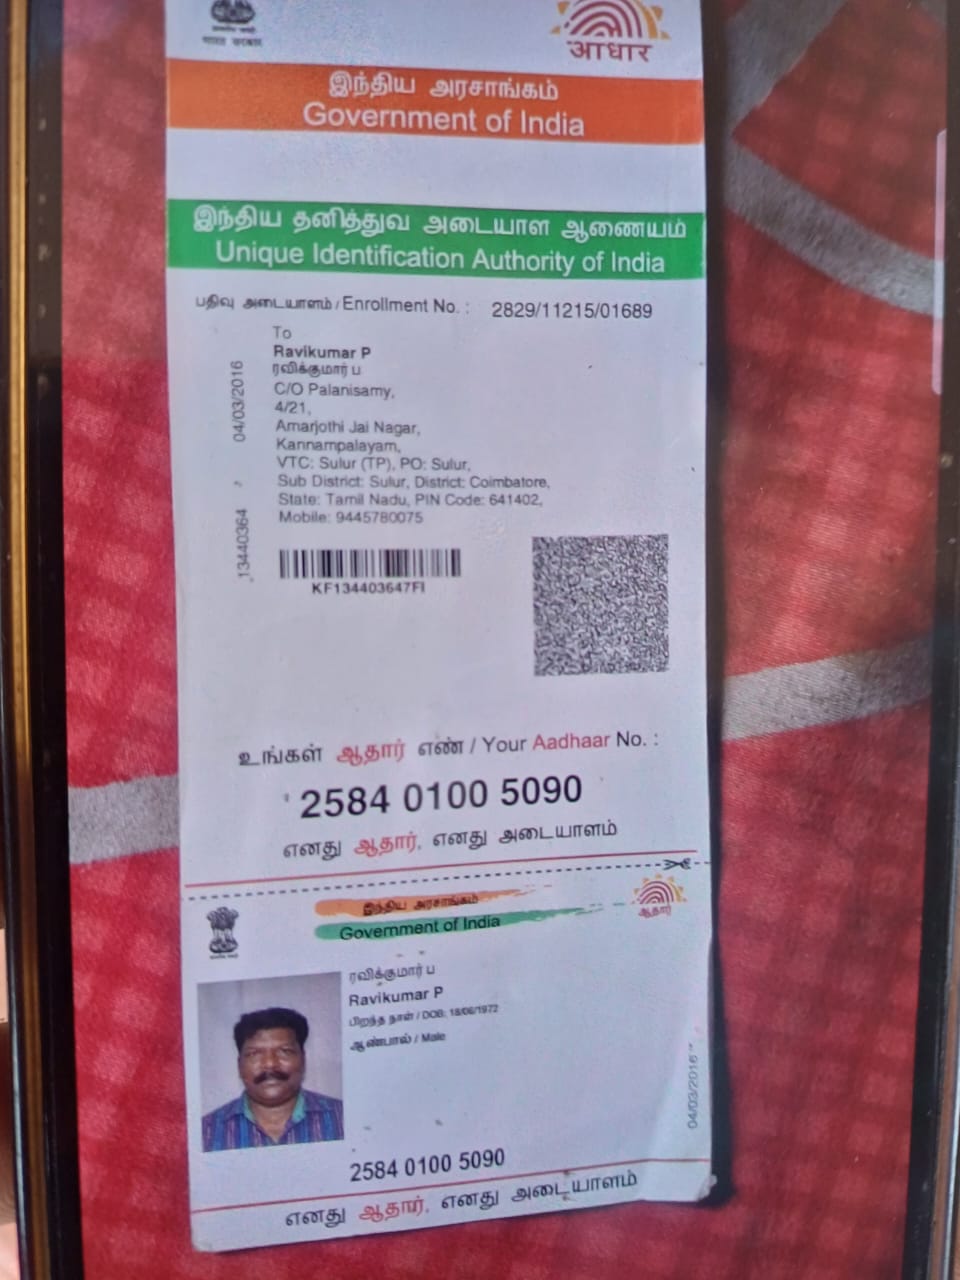 भारत सरकार
आधार
இந்திய அரசாங்கம்
Government of India
இந்திய தனித்துவ அடையாள ஆணையம்
Unique Identification Authority of India
பதிவு அடையாளம் / Enrollment No. : 2829/11215/01689
To
Ravikumar P
ரவிக்குமார் ப
C/O Palanisamy,
4/21,
Amarjothi Jai Nagar,
Kannampalayam,
VTC: Sulur (TP), PO: Sulur,
Sub District: Sulur, District: Coimbatore,
State: Tamil Nadu, PIN Code: 641402,
Mobile: 9445780075
13440364
04/03/2016
KF134403647FI
உங்கள் ஆதார் எண் / Your Aadhaar No. :
2584 0100 5090
எனது ஆதார், எனது அடையாளம்
இந்திய அரசாங்கம்
Government of India
ஆதார்
ரவிக்குமார் ப
Ravikumar P
பிறந்த நாள் / DOB: 18/06/1972
ஆண்பால் / Male
04/03/2016
2584 0100 5090
எனது ஆதார், எனது அடையாளம்